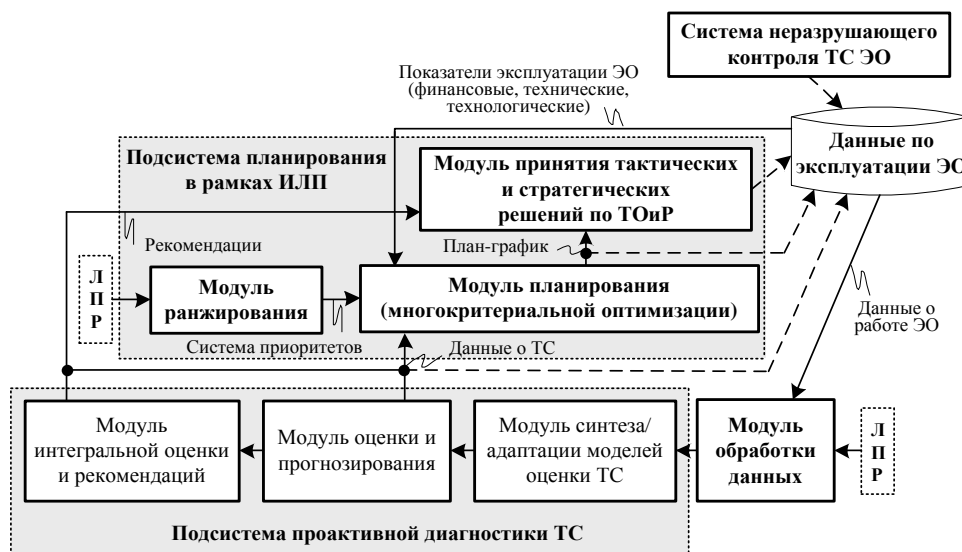 Система неразрушающего
контроля ТС ЭО
Показатели эксплуатации ЭО
(финансовые, технические,
технологические)
Данные по
эксплуатации ЭО
Подсистема планирования
в рамках ИЛП
Модуль принятия тактических
и стратегических
решений по ТОиР
Рекомендации
План-график
ЛПР
Модуль
ранжирования
Модуль планирования
(многокритериальной оптимизации)
Данные о
работе ЭО
Система приоритетов
Данные о ТС
Модуль
интегральной оценки
и рекомендаций
Модуль оценки и
прогнозирования
Модуль синтеза/
адаптации моделей
оценки ТС
Модуль
обработки
данных
ЛПР
Подсистема проактивной диагностики ТС